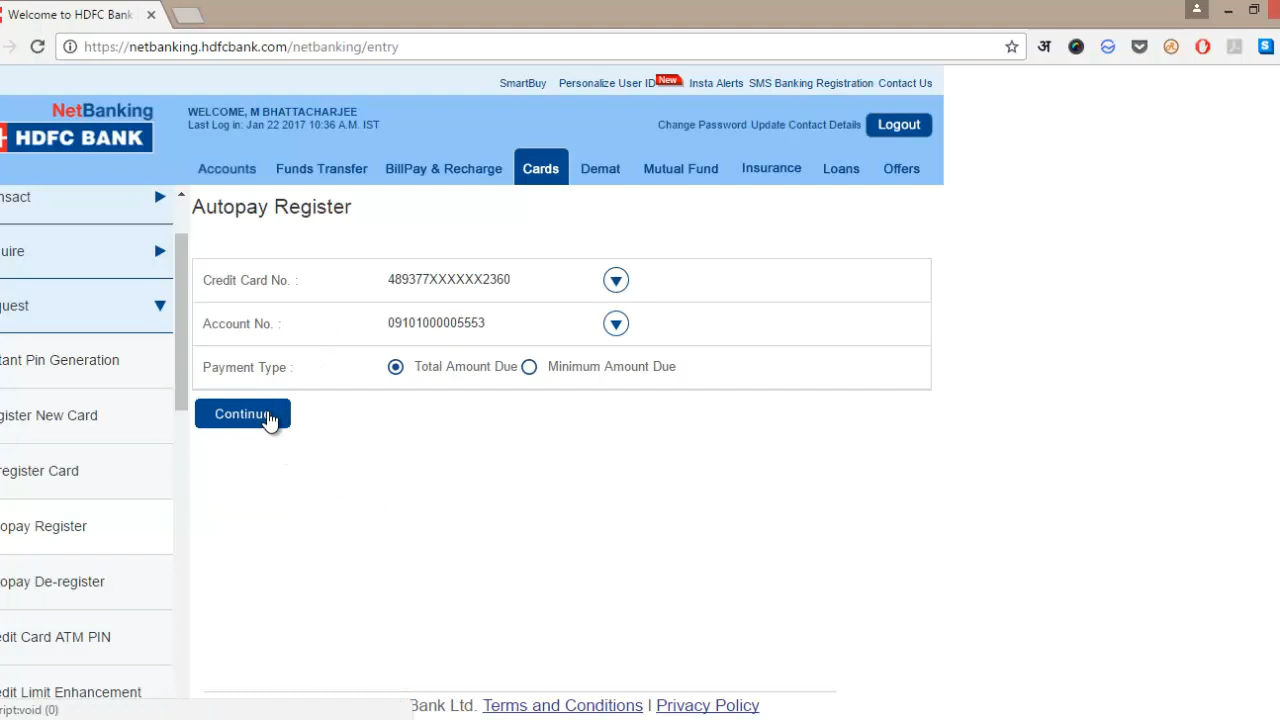 Welcome to HDFC Bank
https://netbanking.hdfcbank.com/netbanking/entry
अ
S
SmartBuy Personalize User ID New Insta Alerts SMS Banking Registration Contact Us
NetBanking
HDFC BANK
WELCOME, M BHATTACHARJEE
Last Log in: Jan 22 2017 10:36 A.M. IST
Change Password Update Contact Details Logout
Accounts Funds Transfer BillPay & Recharge Cards Demat Mutual Fund Insurance Loans Offers
nsact
uire
quest
tant Pin Generation
gister New Card
register Card
opay Register
opay De-register
edit Card ATM PIN
edit Limit Enhancement
ript:void (0)
Autopay Register
Credit Card No. : 489377XXXXXX2360
Account No. : 09101000005553
Payment Type : Total Amount Due Minimum Amount Due
Continue
Bank Ltd. Terms and Conditions I Privacy Policy